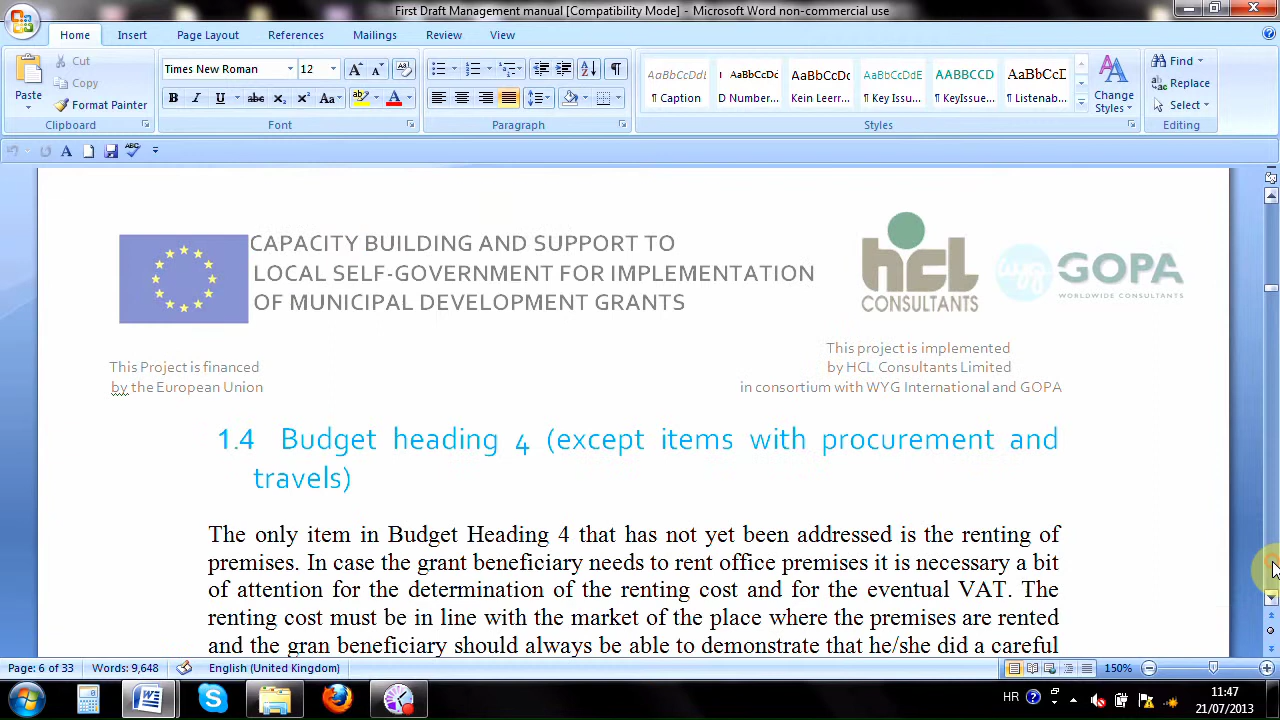 First Draft Management manual [Compatibility Mode] - Microsoft Word non-commercial use
Home Insert Page Layout References Mailings Review View
Paste
Cut
Copy
Format Painter
Clipboard
Times New Roman 12
Font
Paragraph
AaBbCcDdE AaBbCcDc AaBbCcDc AaBbCcDdE AABBCCD AaBbCcDdE
¶ Caption D Number... Kein Leerr... ¶ Key Issu... ¶ KeyIssue... ¶ Listenab...
Change
Styles
Styles
Find
Replace
Select
Editing
CAPACITY BUILDING AND SUPPORT TO
LOCAL SELF-GOVERNMENT FOR IMPLEMENTATION
OF MUNICIPAL DEVELOPMENT GRANTS
hcl
CONSULTANTS
wyg
GOPA
WORLDWIDE CONSULTANTS
This Project is financed
by the European Union
This project is implemented
by HCL Consultants Limited
in consortium with WYG International and GOPA
1.4 Budget heading 4 (except items with procurement and
travels)
The only item in Budget Heading 4 that has not yet been addressed is the renting of
premises. In case the grant beneficiary needs to rent office premises it is necessary a bit
of attention for the determination of the renting cost and for the eventual VAT. The
renting cost must be in line with the market of the place where the premises are rented
and the gran beneficiary should always be able to demonstrate that he/she did a careful
Page: 6 of 33 Words: 9,648 English (United Kingdom) 150%
HR 11:47
21/07/2013